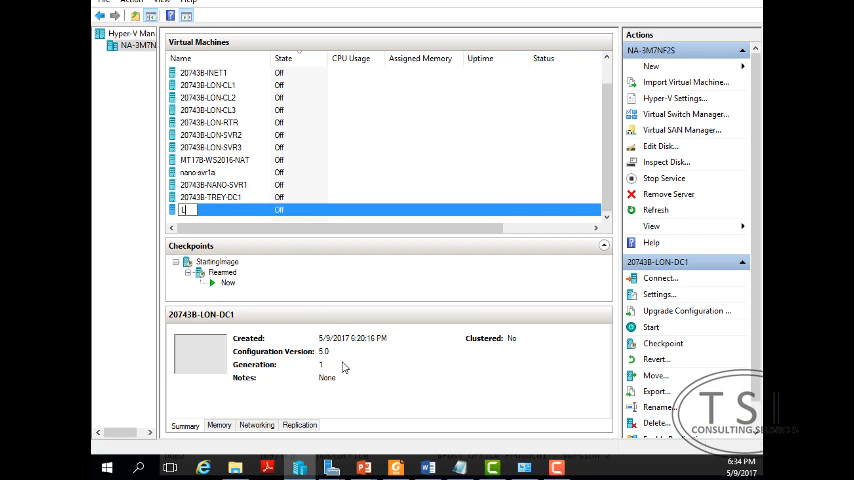 Hyper-V Man
NA-3M7N
Virtual Machines
Name State CPU Usage Assigned Memory Uptime Status
20743B-INET1 Off
20743B-LON-CL1 Off
20743B-LON-CL2 Off
20743B-LON-CL3 Off
20743B-LON-RTR Off
20743B-LON-SVR2 Off
20743B-LON-SVR3 Off
MT17B-WS2016-NAT Off
nano-svr1a Off
20743B-NANO-SVR1 Off
20743B-TREY-DC1 Off
L Off
Checkpoints
StartingImage
Reamed
Now
20743B-LON-DC1
Created: 5/9/2017 6:20:16 PM Clustered: No
Configuration Version: 5.0
Generation: 1
Notes: None
Summary Memory Networking Replication
Actions
NA-3M7NF2S
New
Import Virtual Machine...
Hyper-V Settings...
Virtual Switch Manager...
Virtual SAN Manager...
Edit Disk...
Inspect Disk...
Stop Service
Remove Server
Refresh
View
Help
20743B-LON-DC1
Connect...
Settings...
Upgrade Configuration ...
Start
Checkpoint
Revert...
Move...
Export...
Rename...
Delete...
TSI
CONSULTING SERVICES
6:34 PM
5/9/2017